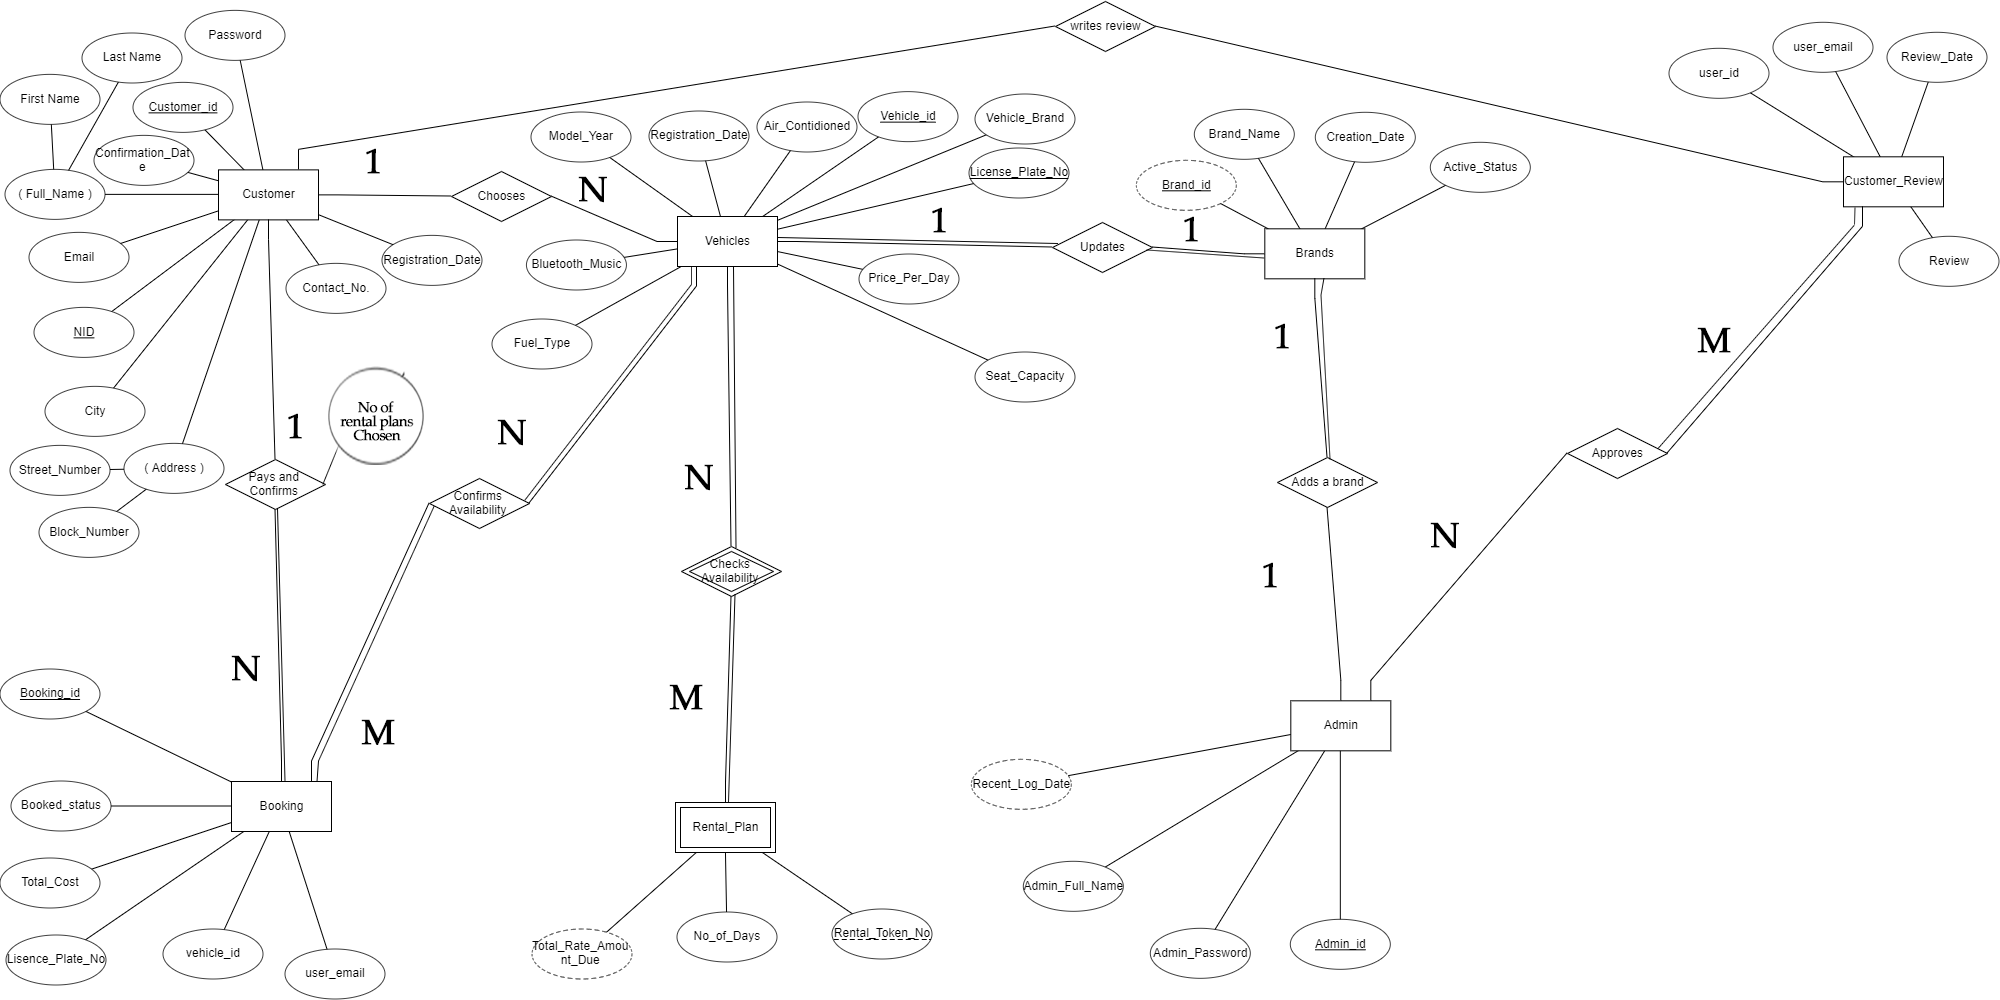 writes review
Password
Last Name
First Name
Customer_id
Confirmation_Dat
e
( Full_Name )
Customer
Email
NID
City
Street_Number
( Address )
Block_Number
Contact_No.
Registration_Date
1
Chooses
N
Model_Year
Registration_Date
Air_Contidioned
Vehicle_id
Vehicle_Brand
License_Plate_No
Vehicles
Bluetooth_Music
Fuel_Type
Price_Per_Day
Seat_Capacity
1
Updates
1
Brand_id
Brand_Name
Creation_Date
Active_Status
Brands
user_id
user_email
Review_Date
Customer_Review
Review
M
Approves
N
1
Adds a brand
1
No of
rental plans
Chosen
1
Pays and
Confirms
N
N
Confirms
Availability
M
N
Checks
Availability
M
Booking_id
Booked_status
Booking
Total_Cost
Lisence_Plate_No
vehicle_id
user_email
Rental_Plan
Total_Rate_Amou
nt_Due
No_of_Days
Rental_Token_No
Admin
Recent_Log_Date
Admin_Full_Name
Admin_Password
Admin_id